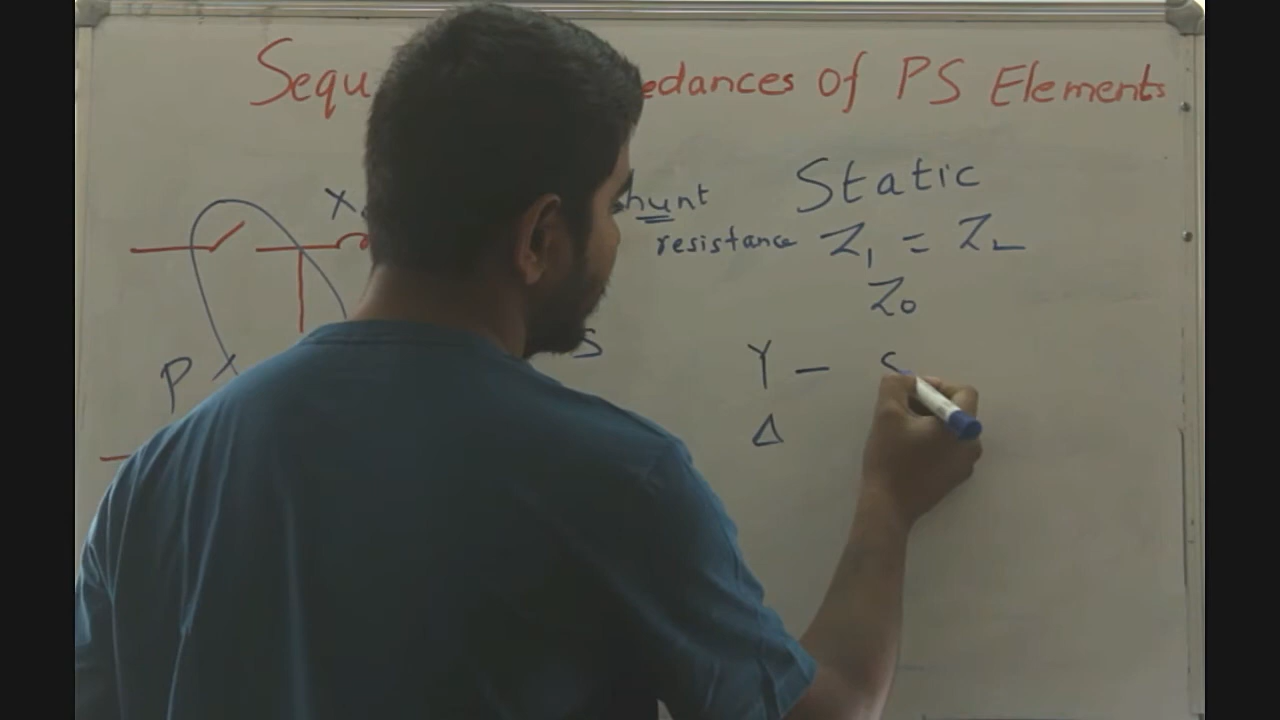 Sequ edances Of PS Elements
X hunt Static
resistance Z₁ = Z₂
Z₀
P S Y – S
Δ